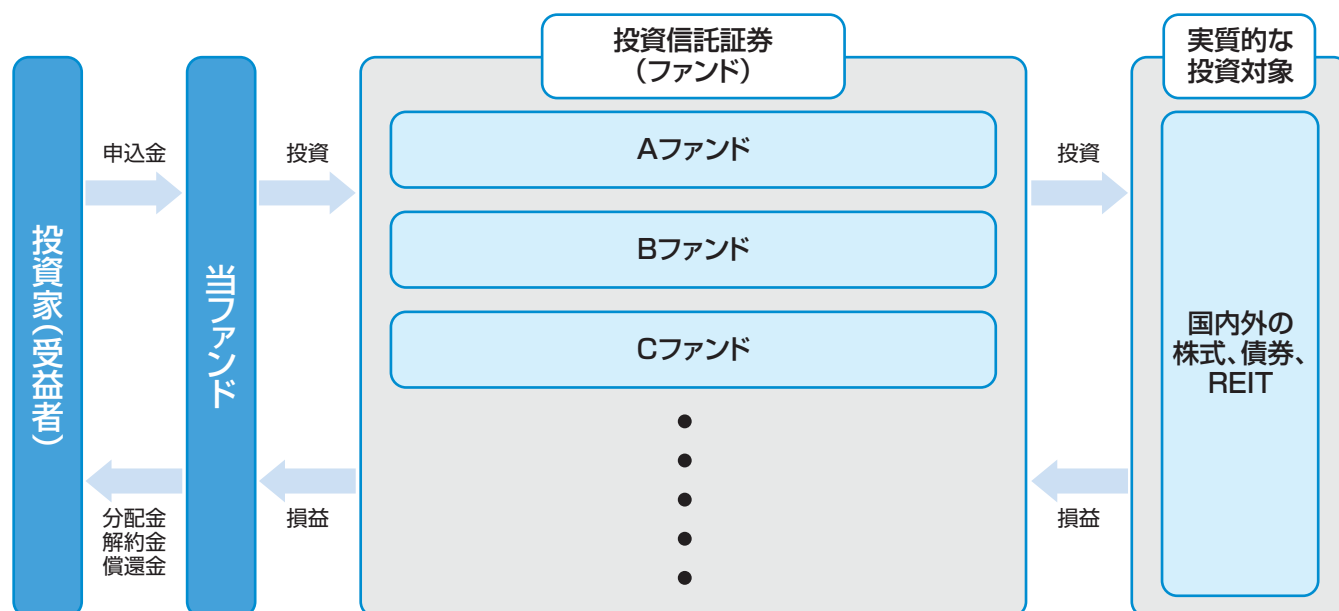 投資家（受益者）
申込金
分配金
解約金
償還金
当ファンド
投資
損益
投資信託証券
（ファンド）
Aファンド
Bファンド
Cファンド
投資
損益
実質的な
投資対象
国内外の
株式、債券、
REIT